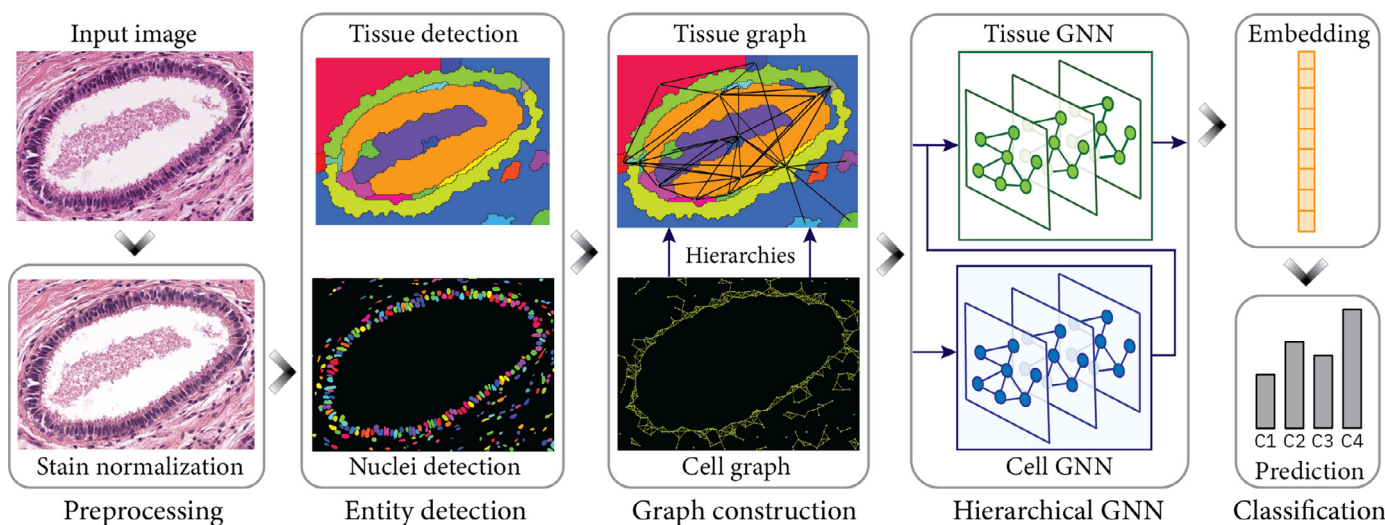 Input image
Stain normalization
Preprocessing
Tissue detection
Nuclei detection
Entity detection
Tissue graph
Hierarchies
Cell graph
Graph construction
Tissue GNN
Cell GNN
Hierarchical GNN
Embedding
C1 C2 C3 C4
Prediction
Classification